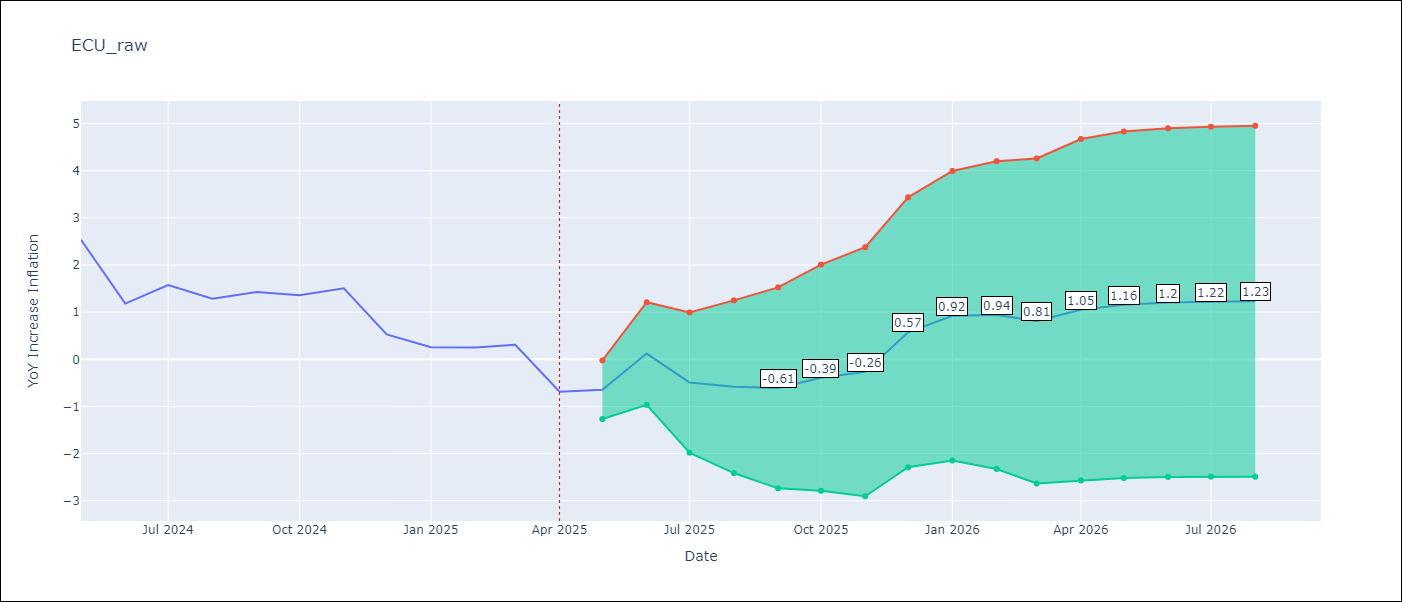 ECU_raw
YoY Increase Inflation
5
4
3
2
1
0
−1
−2
−3
-0.61
-0.39
-0.26
0.57
0.92
0.94
0.81
1.05
1.16
1.2
1.22
1.23
Jul 2024
Oct 2024
Jan 2025
Apr 2025
Jul 2025
Oct 2025
Jan 2026
Apr 2026
Jul 2026
Date